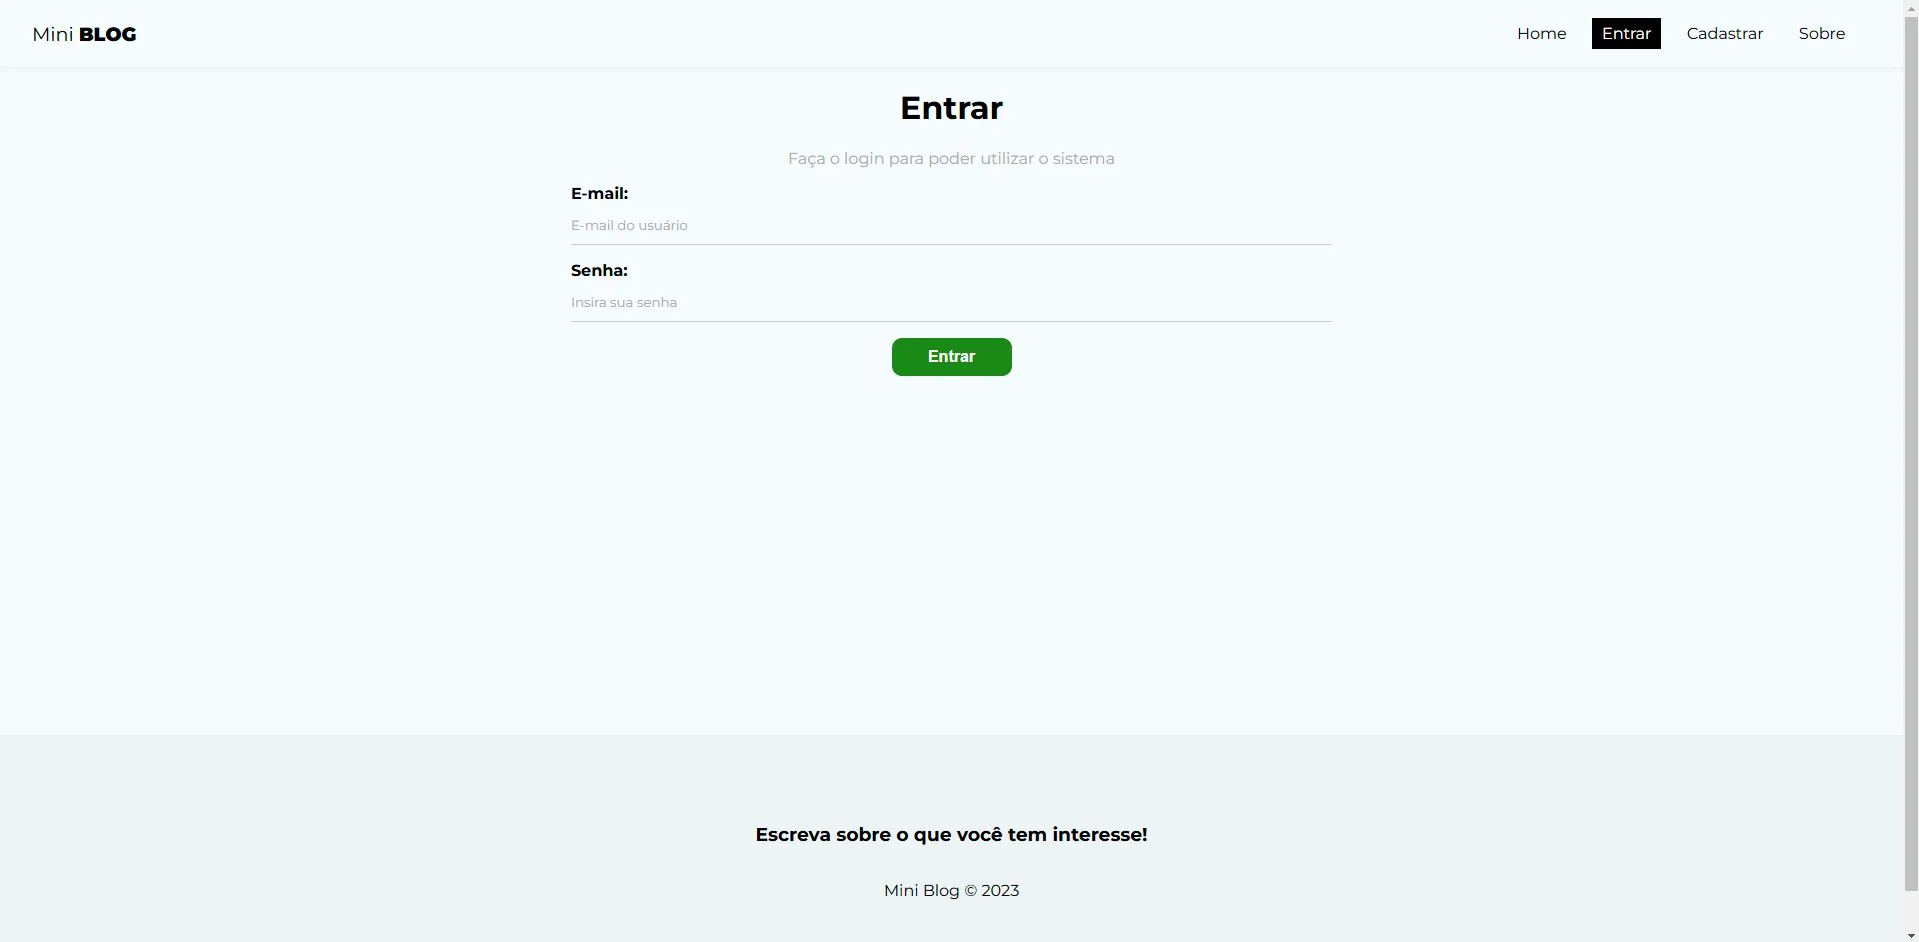 Mini BLOG
Home Entrar Cadastrar Sobre
Entrar
Faça o login para poder utilizar o sistema
E-mail:
E-mail do usuário
Senha:
Insira sua senha
Entrar
Escreva sobre o que você tem interesse!
Mini Blog © 2023